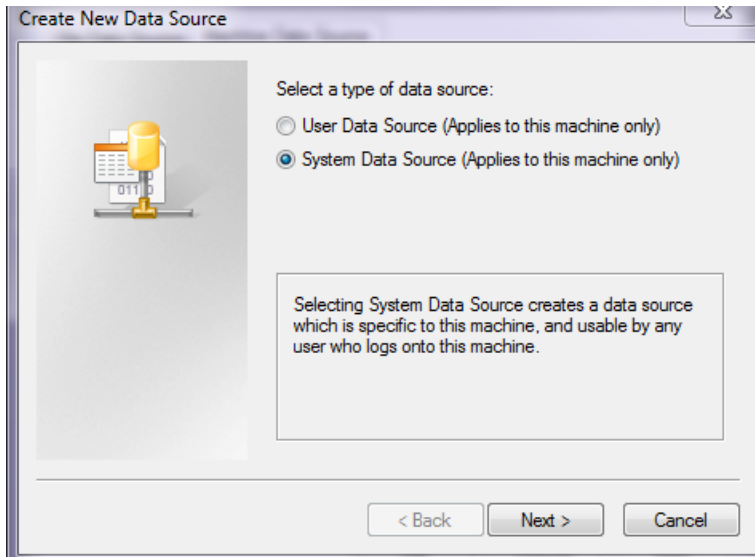 Create New Data Source
Select a type of data source:
User Data Source (Applies to this machine only)
System Data Source (Applies to this machine only)
Selecting System Data Source creates a data source
which is specific to this machine, and usable by any
user who logs onto this machine.
< Back
Next >
Cancel